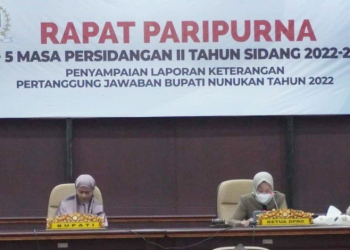 RAPAT PARIPURNA
5 MASA PERSIDANGAN II TAHUN SIDANG 2022-2
PENYAMPAIAN LAPORAN KETERANGAN
PERTANGGUNG JAWABAN BUPATI NUNUKAN TAHUN 2022
BUPATI
KETUA DPRD